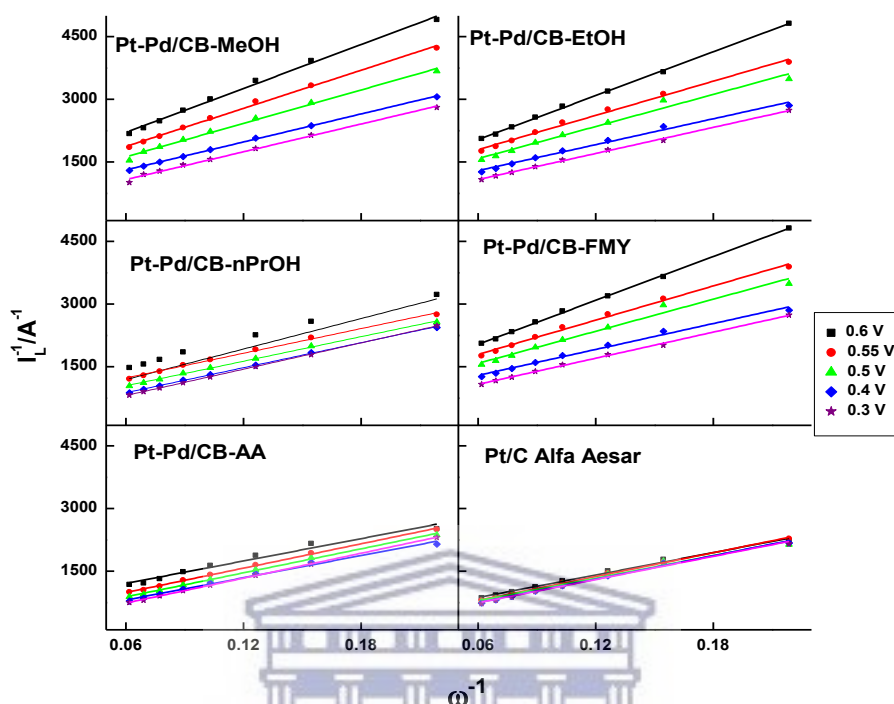 4500
3000
1500
Pt-Pd/CB-MeOH
Pt-Pd/CB-EtOH
4500
3000
1500
Pt-Pd/CB-nPrOH
Pt-Pd/CB-FMY
4500
3000
1500
Pt-Pd/CB-AA
Pt/C Alfa Aesar
I_L^-1/A^-1
0.6 V
0.55 V
0.5 V
0.4 V
0.3 V
0.06 0.12 0.18 0.06 0.12 0.18
ω^-1